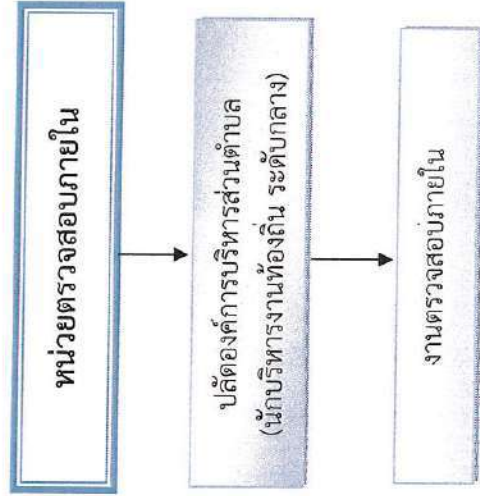 หน่วยตรวจสอบภายใน
ปลัดองค์การบริหารส่วนตำบล
(นักบริหารงานท้องถิ่น ระดับกลาง)
งานตรวจสอบภายใน